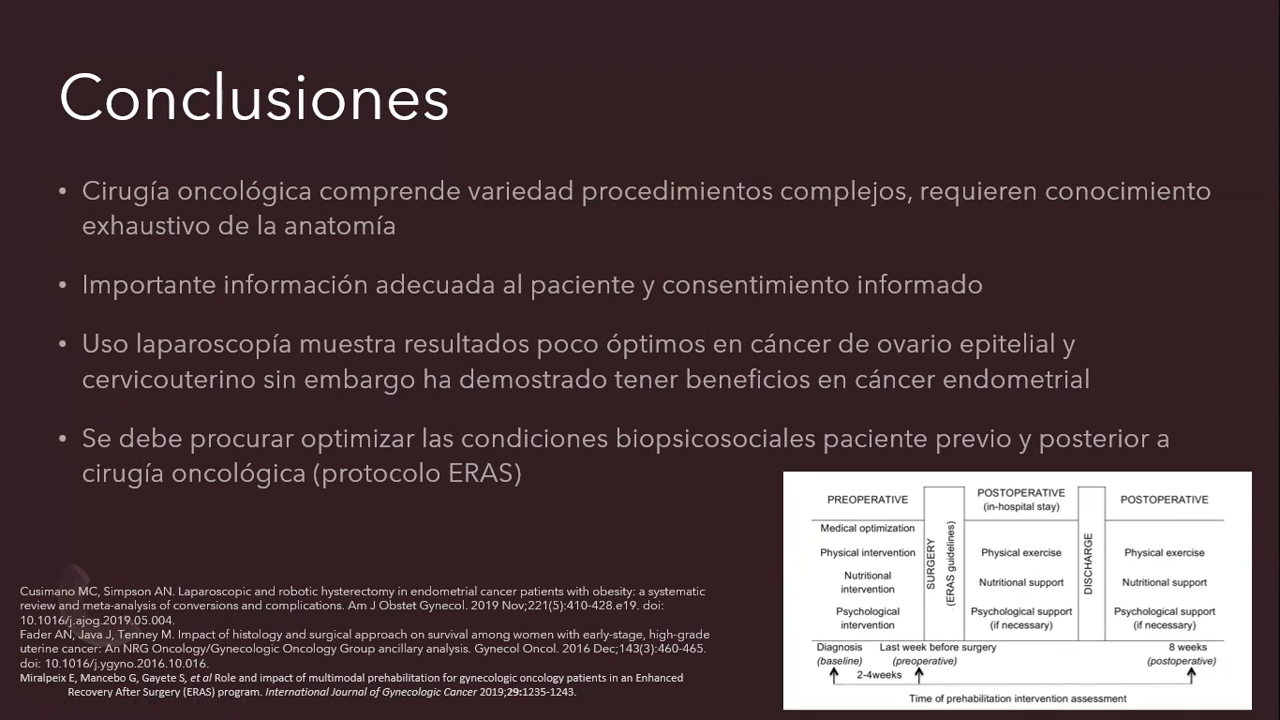 Conclusiones
• Cirugía oncológica comprende variedad procedimientos complejos, requieren conocimiento
exhaustivo de la anatomía
• Importante información adecuada al paciente y consentimiento informado
• Uso laparoscopía muestra resultados poco óptimos en cáncer de ovario epitelial y
cervicouterino sin embargo ha demostrado tener beneficios en cáncer endometrial
• Se debe procurar optimizar las condiciones biopsicosociales paciente previo y posterior a
cirugía oncológica (protocolo ERAS)
Cusimano MC, Simpson AN. Laparoscopic and robotic hysterectomy in endometrial cancer patients with obesity: a systematic
review and meta-analysis of conversions and complications. Am J Obstet Gynecol. 2019 Nov;221(5):410-428.e19. doi:
10.1016/j.ajog.2019.05.004.
Fader AN, Java J, Tenney M. Impact of histology and surgical approach on survival among women with early-stage, high-grade
uterine cancer: An NRG Oncology/Gynecologic Oncology Group ancillary analysis. Gynecol Oncol. 2016 Dec;143(3):460-465.
doi: 10.1016/j.ygyno.2016.10.016.
Miralpeix E, Mancebo G, Gayete S, et al Role and impact of multimodal prehabilitation for gynecologic oncology patients in an Enhanced
Recovery After Surgery (ERAS) program. International Journal of Gynecologic Cancer 2019;29:1235-1243.
PREOPERATIVE
Medical optimization
Physical intervention
Nutritional
intervention
Psychological
intervention
SURGERY
(ERAS guidelines)
POSTOPERATIVE
(in-hospital stay)
Physical exercise
Nutritional support
Psychological support
(if necessary)
DISCHARGE
POSTOPERATIVE
Physical exercise
Nutritional support
Psychological support
(if necessary)
Diagnosis
(baseline)
Last week before surgery
(preoperative)
2-4weeks
8 weeks
(postoperative)
Time of prehabilitation intervention assessment